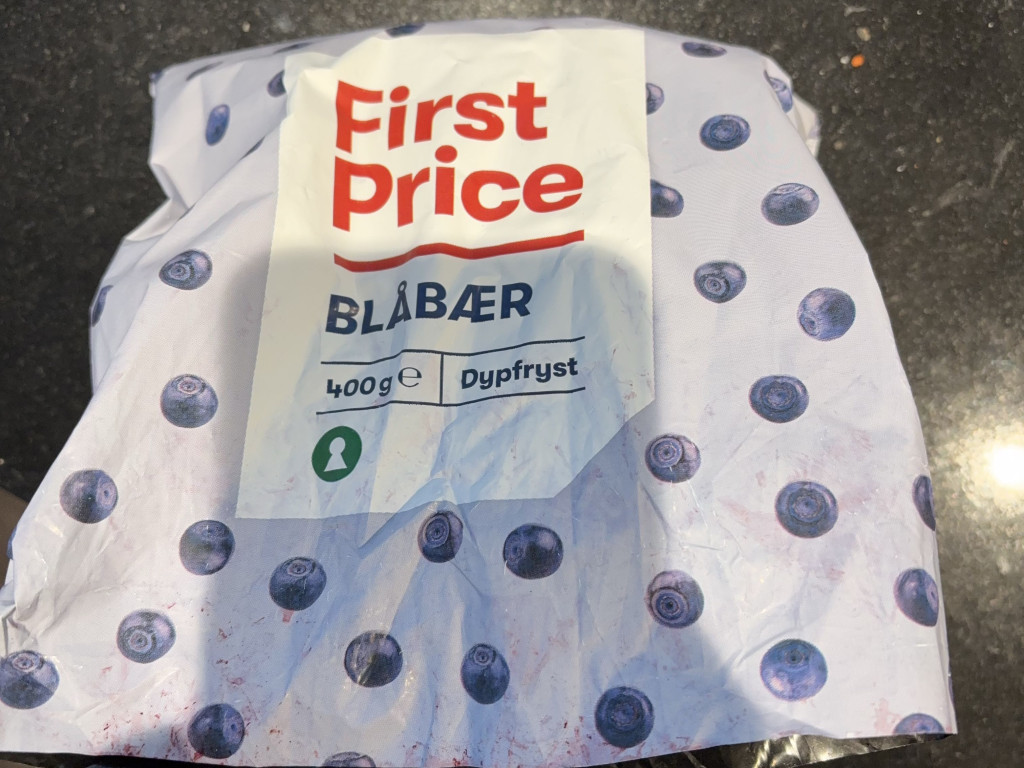 First
Price
BLÅBÆR
400g ℮ Dypfryst